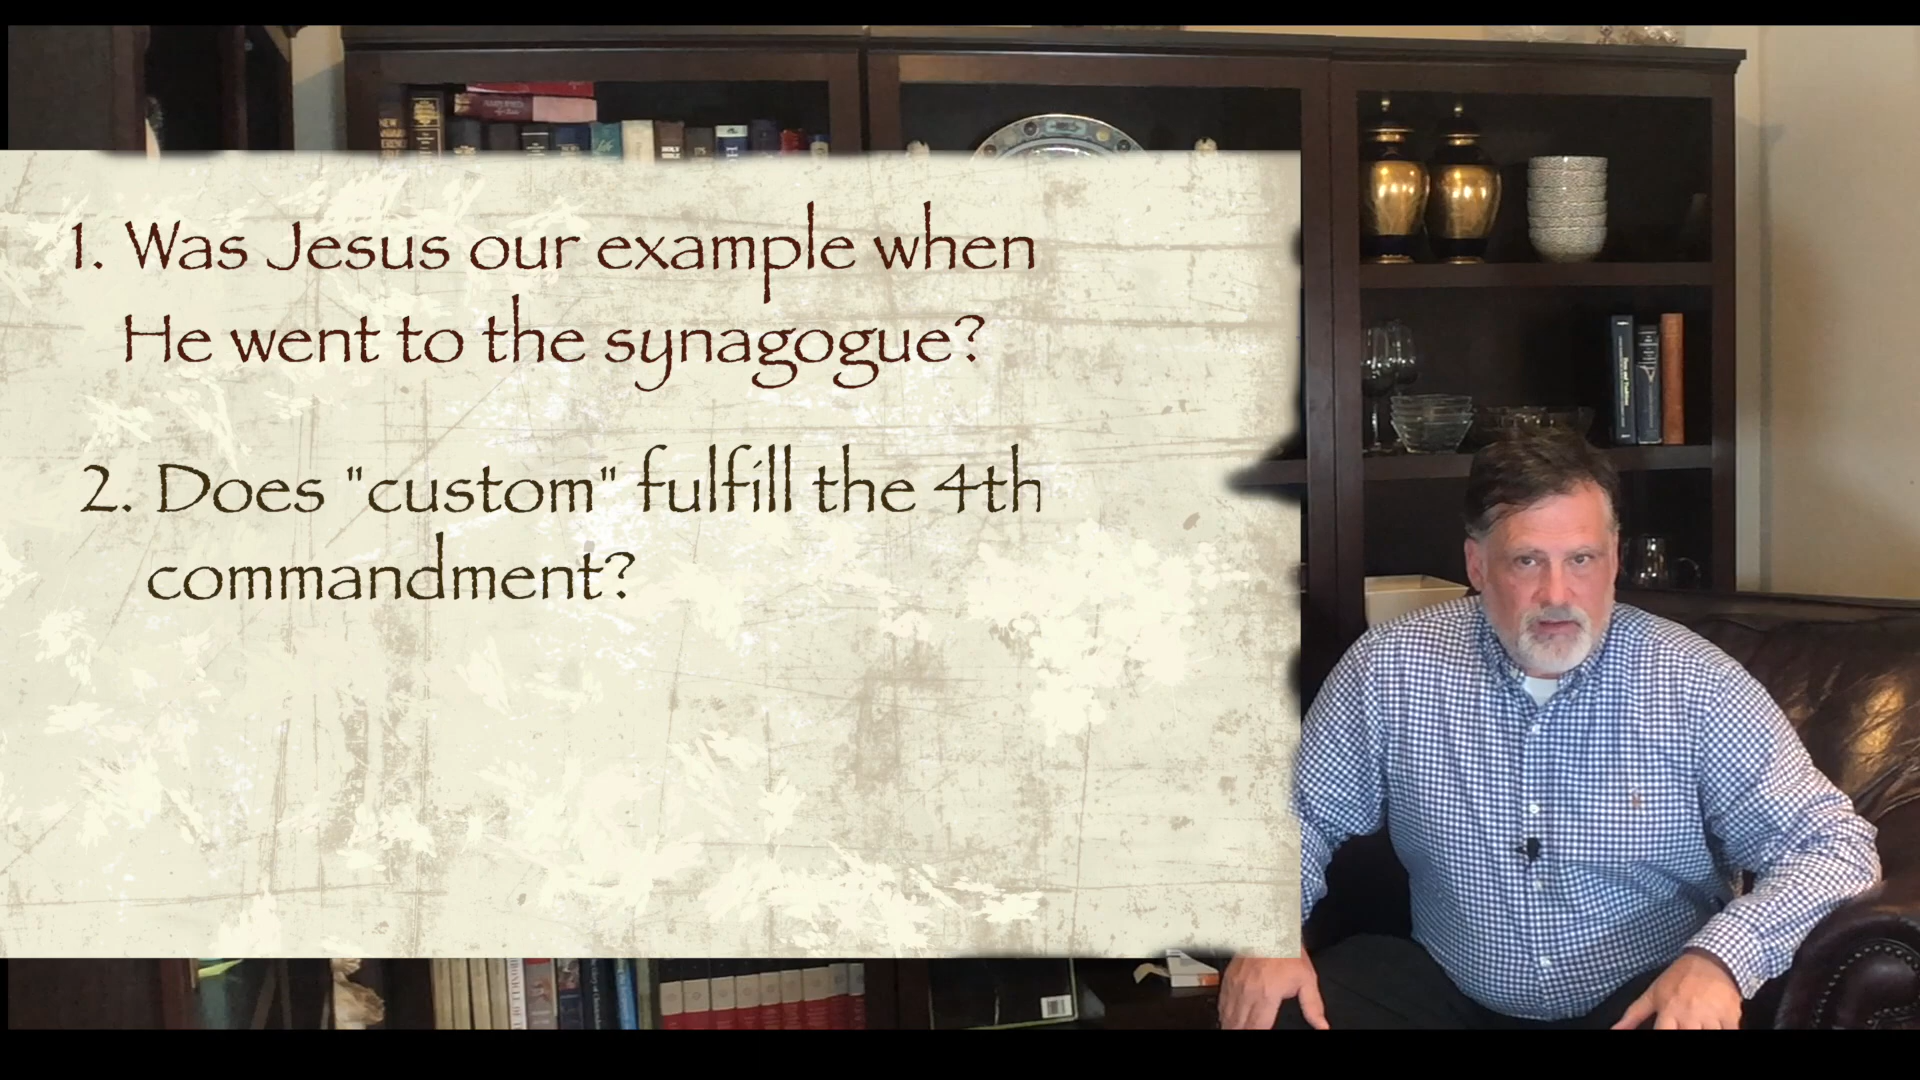 1. Was Jesus our example when
He went to the synagogue?
2. Does "custom" fulfill the 4th
commandment?